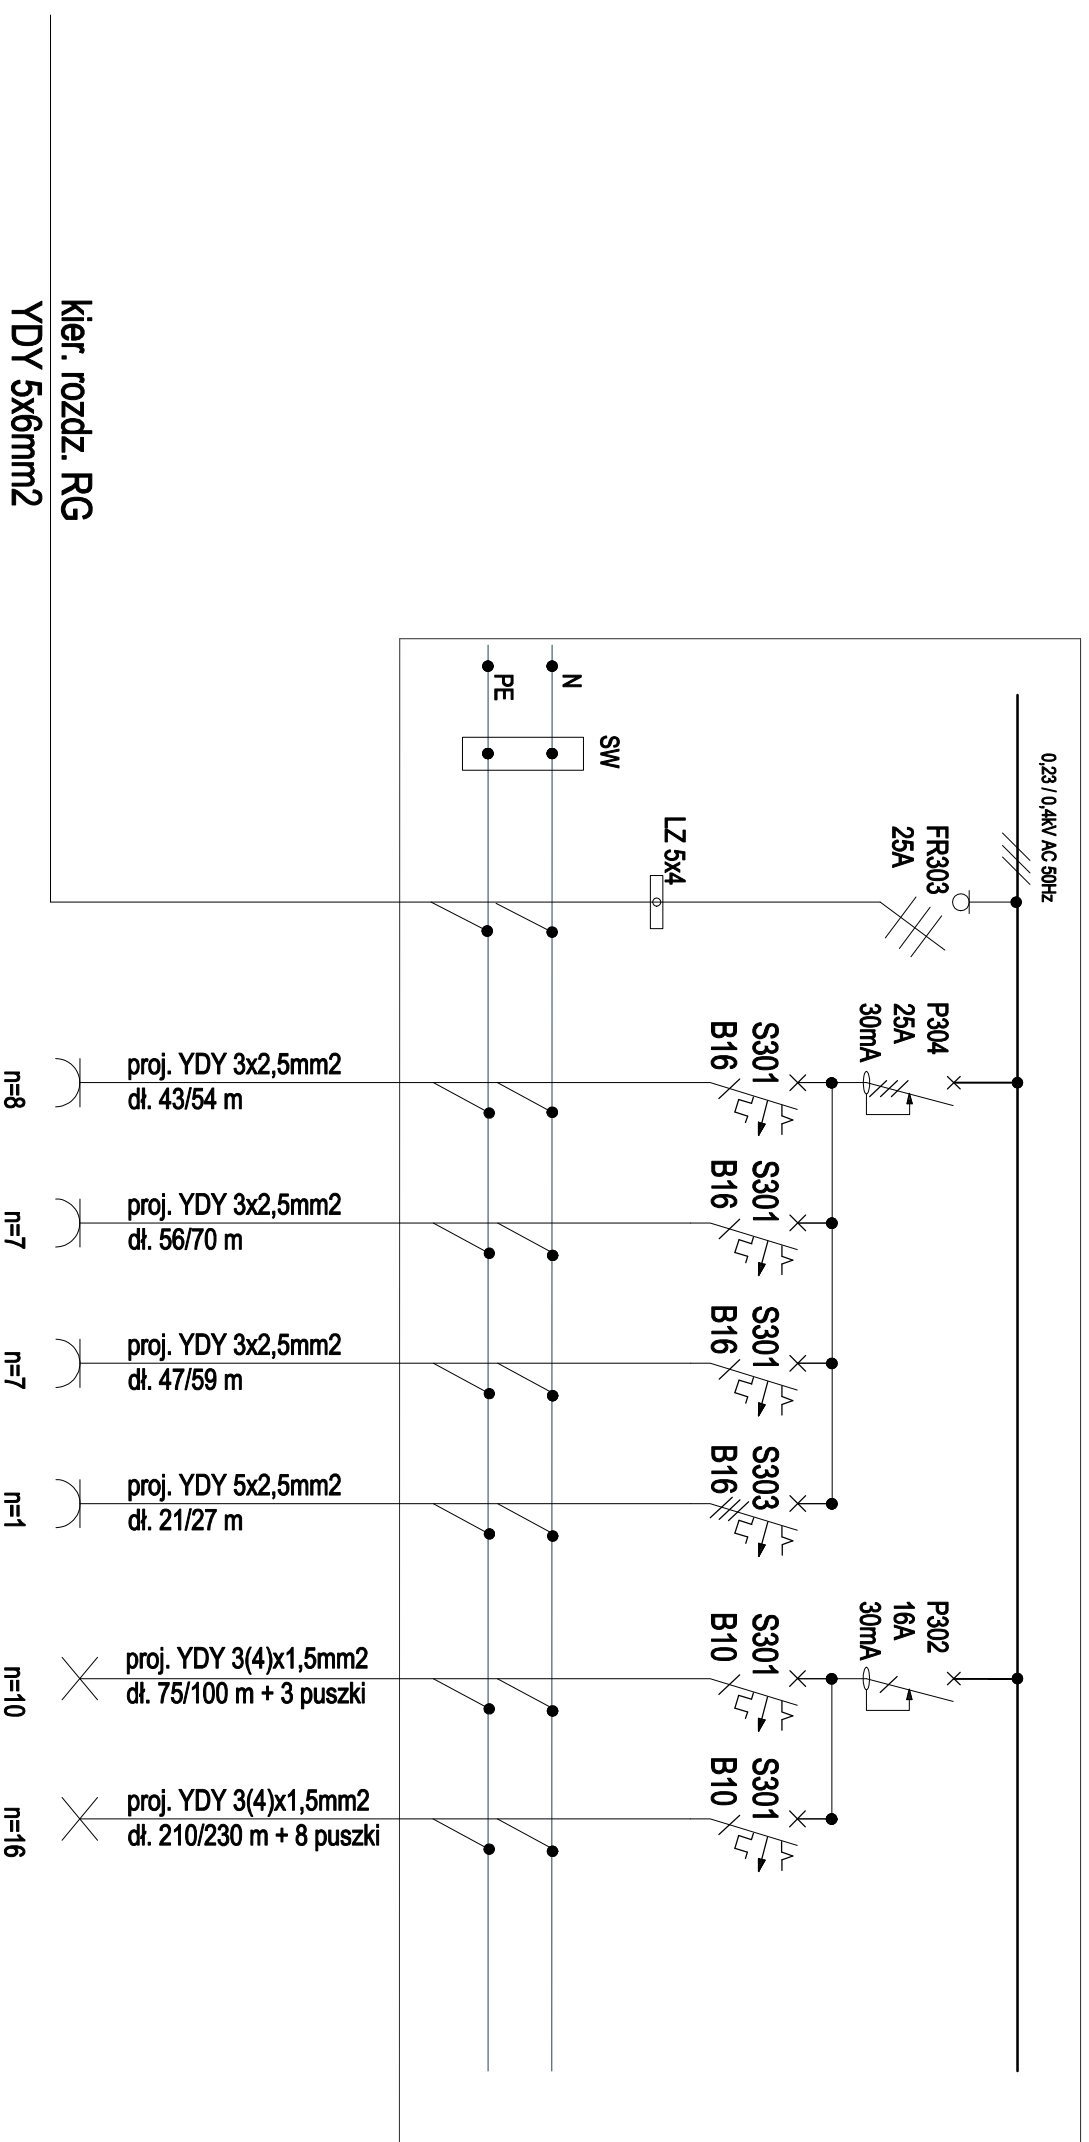 0,23 / 0,4kV AC 50Hz
FR303
25A
P304
25A
30mA
P302
16A
30mA
S301
B16
S301
B16
S301
B16
S303
B16
S301
B10
S301
B10
LZ 5x4
SW
N
PE
proj. YDY 3x2,5mm2
dł. 43/54 m
n=8
proj. YDY 3x2,5mm2
dł. 56/70 m
n=7
proj. YDY 3x2,5mm2
dł. 47/59 m
n=7
proj. YDY 5x2,5mm2
dł. 21/27 m
n=1
proj. YDY 3(4)x1,5mm2
dł. 75/100 m + 3 puszki
n=10
proj. YDY 3(4)x1,5mm2
dł. 210/230 m + 8 puszki
n=16
kier. rozdz. RG
YDY 5x6mm2